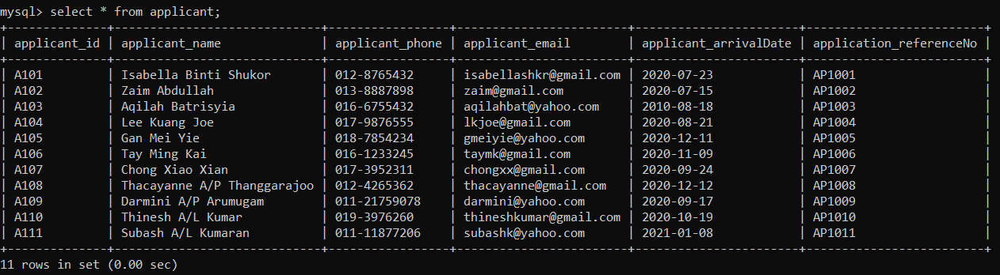 mysql> select * from applicant;
+--------------+----------------------------+-----------------+------------------------+-----------------------+-------------------------+
| applicant_id | applicant_name             | applicant_phone | applicant_email        | applicant_arrivalDate | application_referenceNo |
+--------------+----------------------------+-----------------+------------------------+-----------------------+-------------------------+
| A101         | Isabella Binti Shukor      | 012-8765432     | isabellashkr@gmail.com | 2020-07-23            | AP1001                  |
| A102         | Zaim Abdullah              | 013-8887898     | zaim@gmail.com         | 2020-07-15            | AP1002                  |
| A103         | Aqilah Batrisyia           | 016-6755432     | aqilahbat@yahoo.com    | 2010-08-18            | AP1003                  |
| A104         | Lee Kuang Joe              | 017-9876555     | lkjoe@gmail.com        | 2020-08-21            | AP1004                  |
| A105         | Gan Mei Yie                | 018-7854234     | gmeiyie@yahoo.com      | 2020-12-11            | AP1005                  |
| A106         | Tay Ming Kai               | 016-1233245     | taymk@gmail.com        | 2020-11-09            | AP1006                  |
| A107         | Chong Xiao Xian            | 017-3952311     | chongxx@gmail.com      | 2020-09-24            | AP1007                  |
| A108         | Thacayanne A/P Thanggarajoo | 012-4265362     | thacayanne@gmail.com   | 2020-12-12            | AP1008                  |
| A109         | Darmini A/P Arumugam       | 011-21759078    | darmini@yahoo.com      | 2020-09-17            | AP1009                  |
| A110         | Thinesh A/L Kumar          | 019-3976260     | thineshkumar@gmail.com | 2020-10-19            | AP1010                  |
| A111         | Subash A/L Kumaran         | 011-11877206    | subashk@yahoo.com      | 2021-01-08            | AP1011                  |
+--------------+----------------------------+-----------------+------------------------+-----------------------+-------------------------+
11 rows in set (0.00 sec)